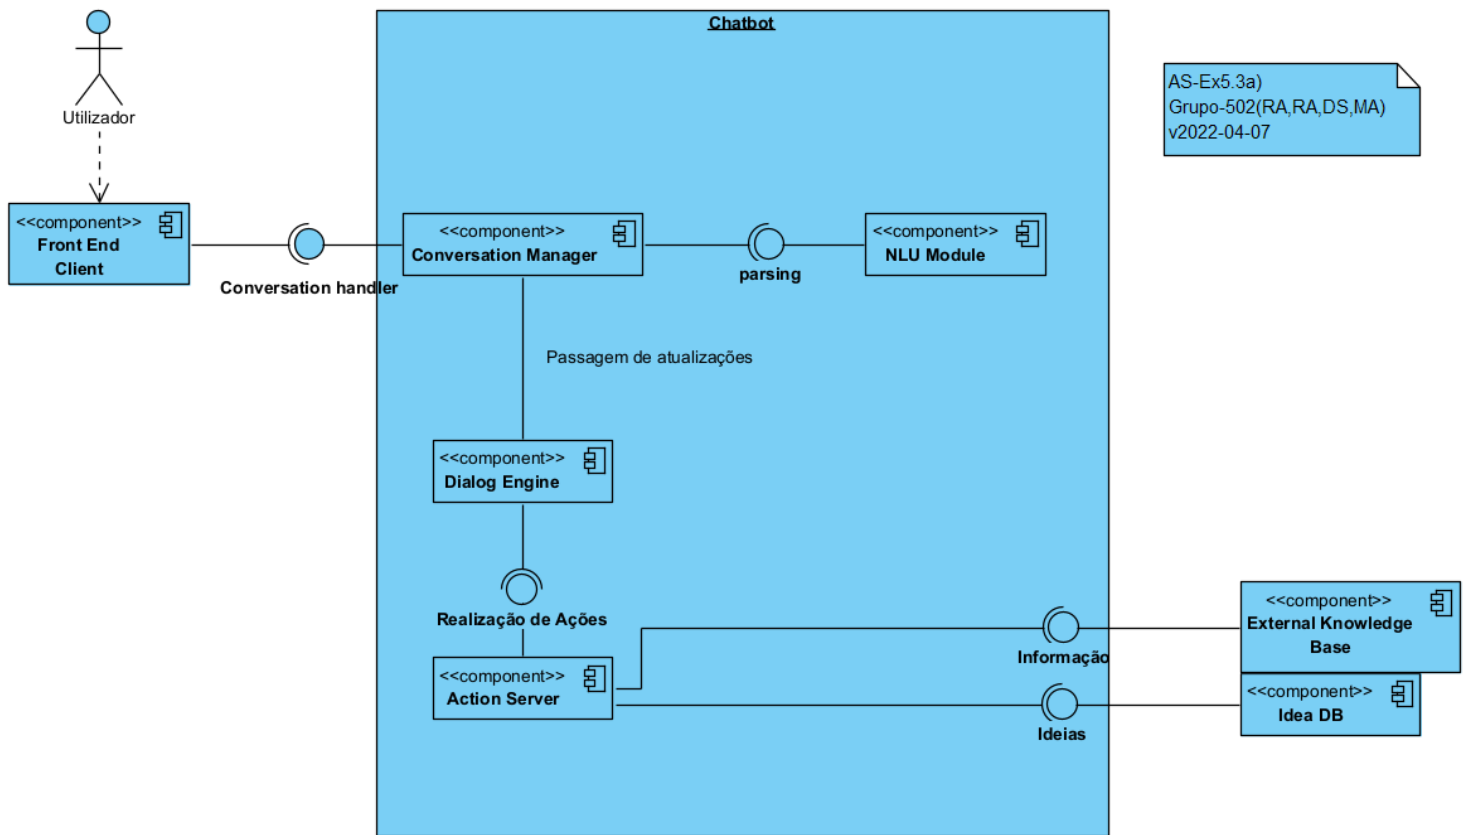 Chatbot
AS-Ex5.3a)
Grupo-502(RA,RA,DS,MA)
v2022-04-07
Utilizador
<<component>>
Front End
Client
Conversation handler
<<component>>
Conversation Manager
parsing
<<component>>
NLU Module
Passagem de atualizações
<<component>>
Dialog Engine
Realização de Ações
<<component>>
Action Server
Informação
<<component>>
External Knowledge
Base
Ideias
<<component>>
Idea DB